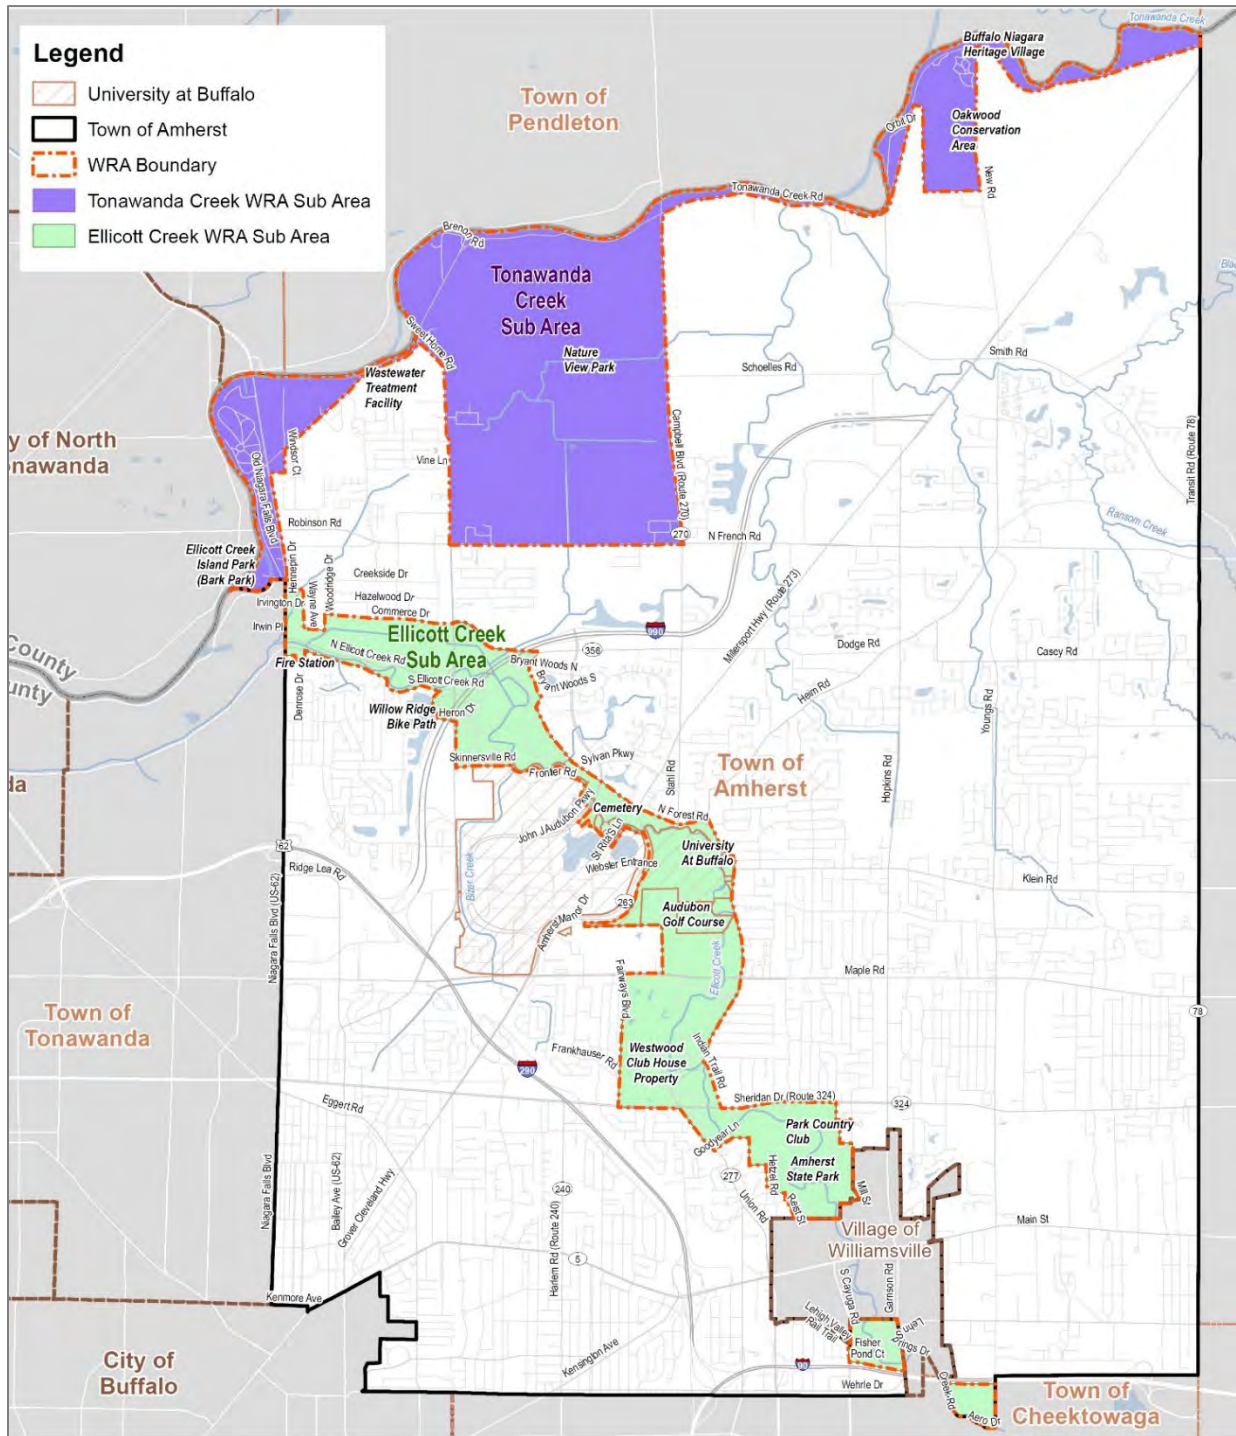 Legend
University at Buffalo
Town of Amherst
WRA Boundary
Tonawanda Creek WRA Sub Area
Ellicott Creek WRA Sub Area
Tonawanda Creek
Buffalo Niagara
Heritage Village
Town of
Pendleton
Orbit Dr
Oakwood
Conservation
Area
New Rd
Tonawanda Creek Rd
Brenon Rd
Tonawanda
Creek
Sub Area
Sweet Home Rd
Nature
View Park
Smith Rd
Schoelles Rd
Wastewater
Treatment
Facility
Campbell Blvd (Route 270)
Transit Rd (Route 78)
y of North
onawanda
Windsor Ct
Old Niagara Falls Blvd
Vine Ln
Ransom Creek
Robinson Rd
270
N French Rd
Ellicott Creek
Island Park
(Bark Park)
Hennepin Dr
Wayne Ave
Woodridge Dr
Creekside Dr
Hazelwood Dr
Commerce Dr
Irvington Dr
Irwin Pl
Millersport Hwy (Route 273)
990
356
Ellicott Creek
Sub Area
N Ellicott Creek Rd
S Ellicott Creek Rd
Bryant Woods N
Bryant Woods S
Dodge Rd
Casey Rd
County
unty
Fire Station
Denrose Dr
Willow Ridge
Bike Path
Heron Dr
Heim Rd
Youngs Rd
Skinnersville Rd
Frontier Rd
Sylvan Pkwy
Stahl Rd
Town of
Amherst
Hopkins Rd
da
John J Audubon Pkwy
Cemetery
N Forest Rd
St Rita'S Ln
University
At Buffalo
Webster Entrance
62
Ridge Lea Rd
Bizer Creek
Klein Rd
263
Amherst Manor Dr
Audubon
Golf Course
Niagara Falls Blvd (US-62)
Ellicott Creek
Maple Rd
Fairways Blvd
Town of
Tonawanda
78
Frankhauser Rd
Westwood
Club House
Property
Indian Trail Rd
290
Sheridan Dr (Route 324)
324
Eggert Rd
Goodyear Ln
Park Country
Club
Amherst
State Park
Niagara Falls Blvd
Bailey Ave (US-62)
Grover Cleveland Hwy
240
277
Hetzel Rd
Reist St
Mill St
Union Rd
Village of
Williamsville
Main St
Harlem Rd (Route 240)
5
S Cayuga Rd
Garrison Rd
Kenmore Ave
Lehigh Valley
Rail Trail
Fisher
Pond Ct
Kensington Ave
90
Wehrle Dr
City of
Buffalo
Creek Rd
Aero Dr
Town of
Cheektowaga